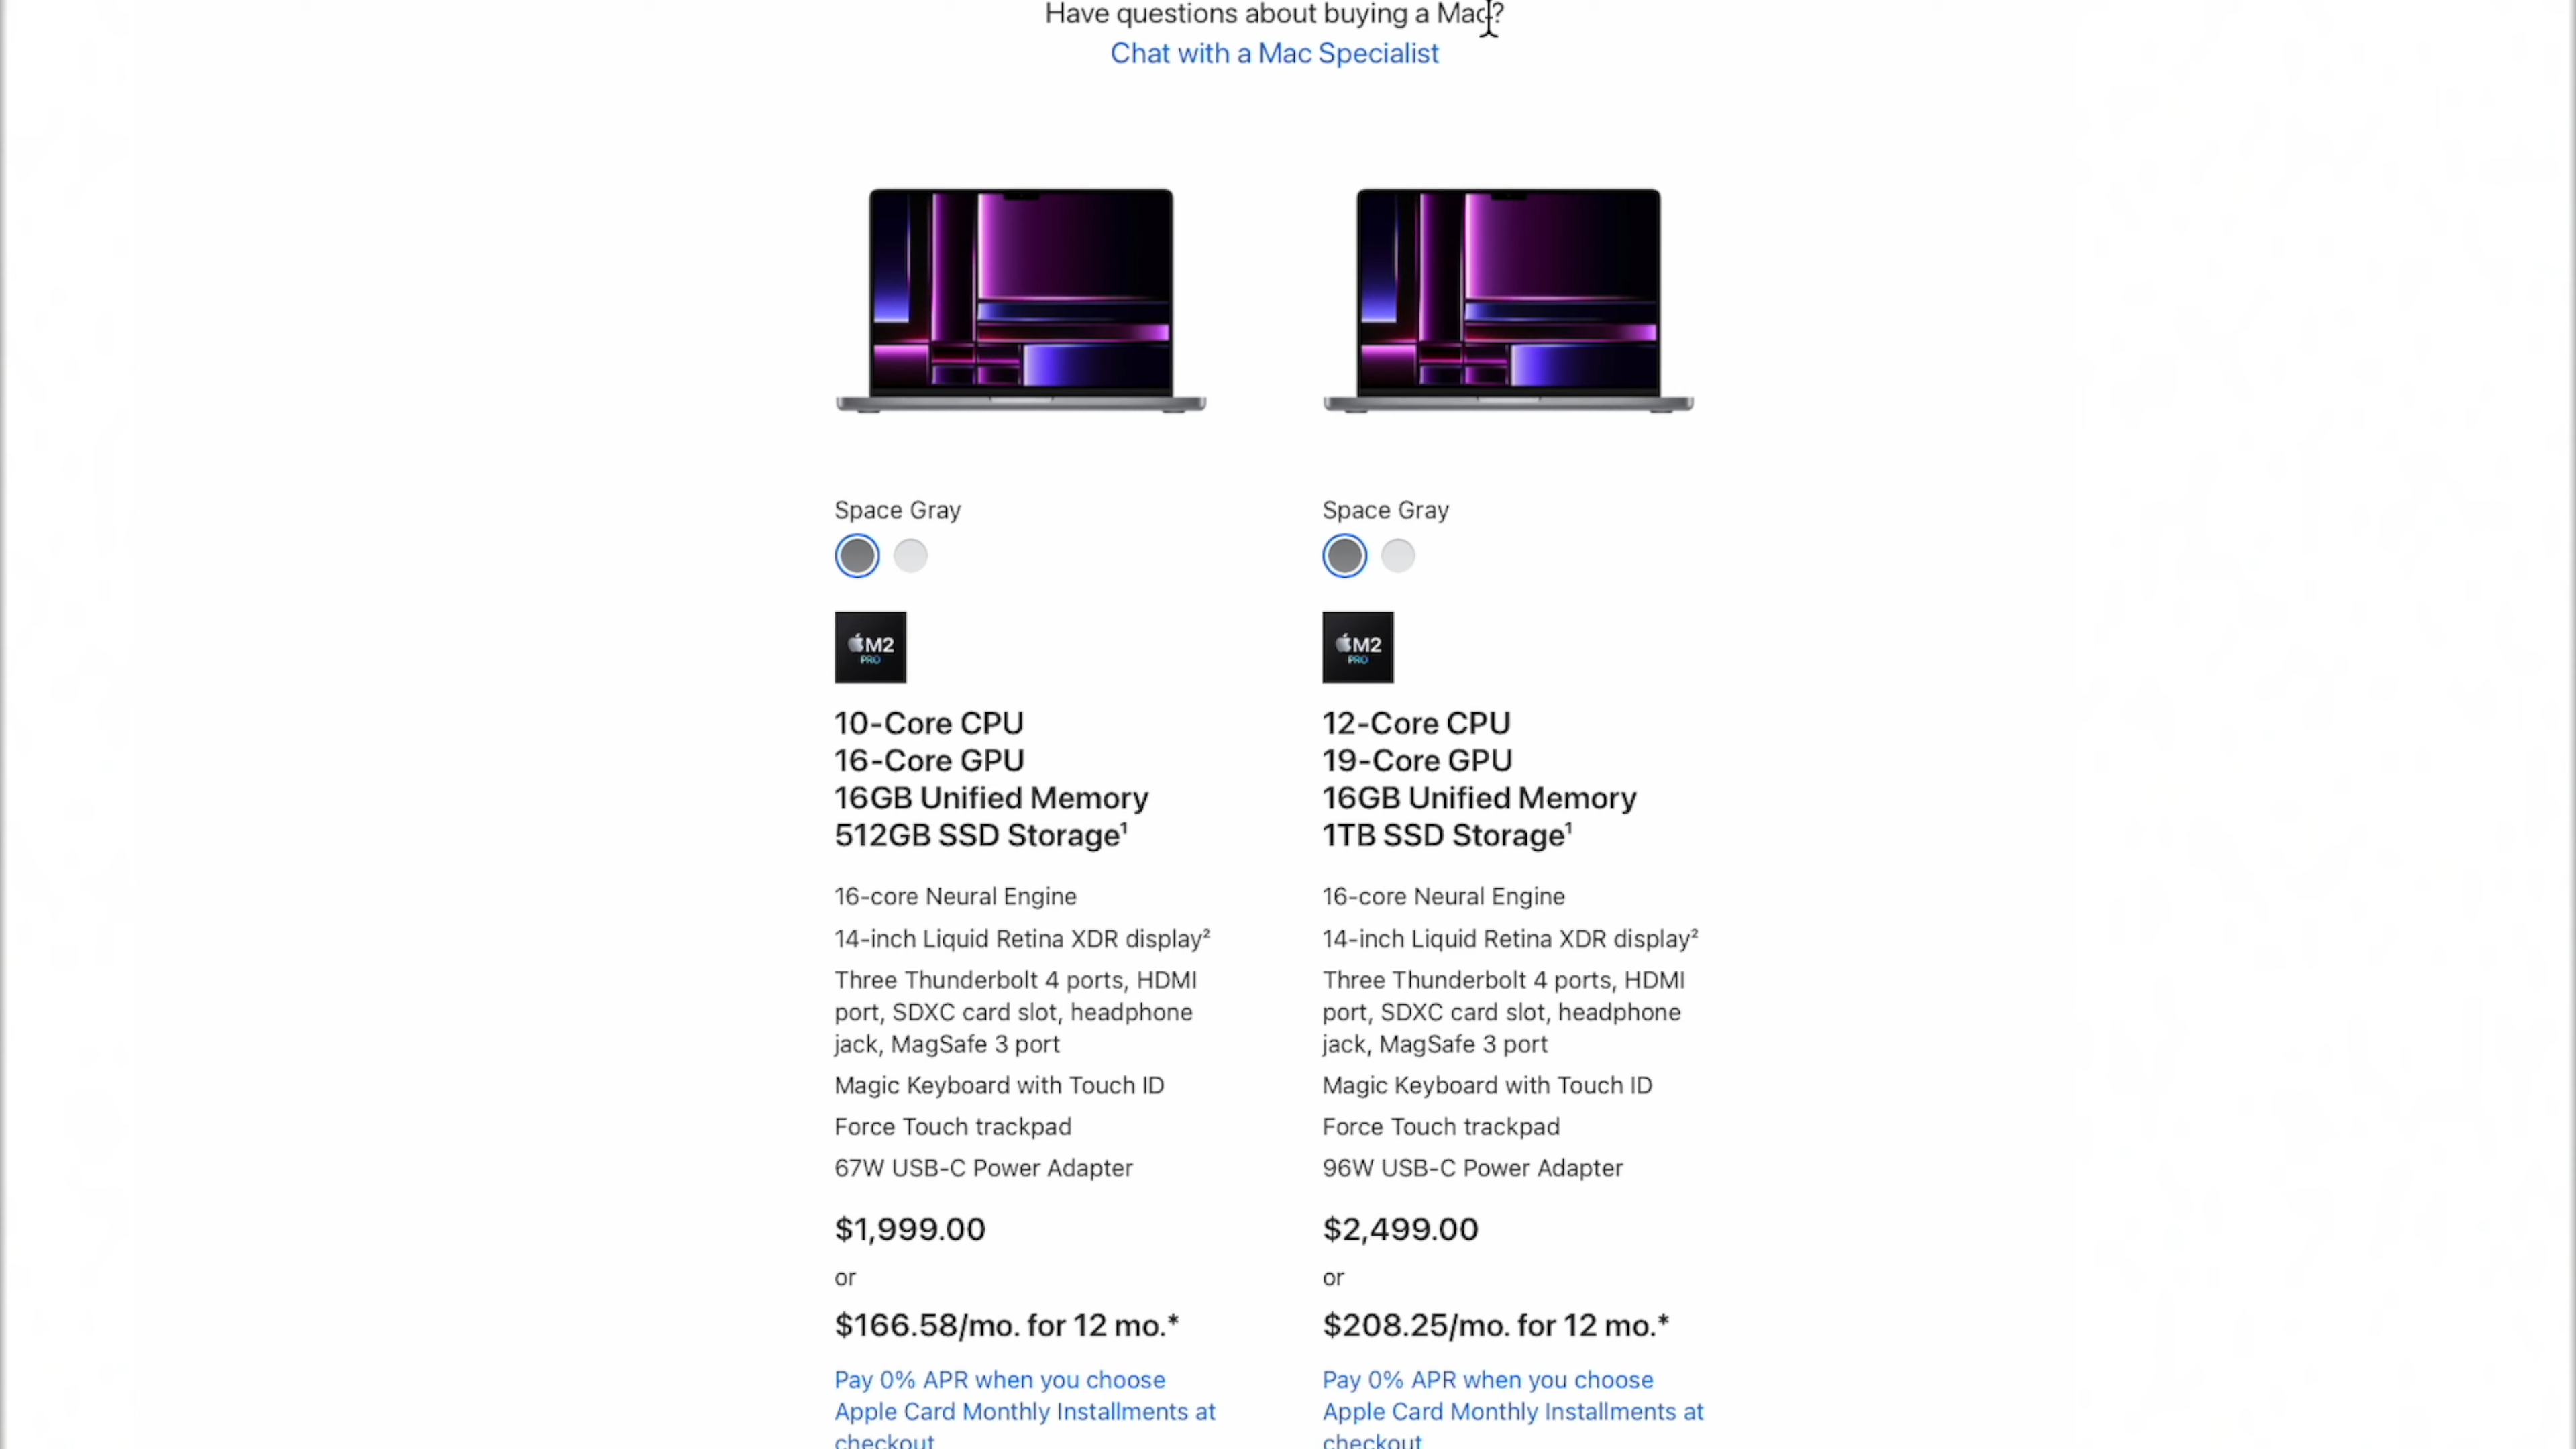 Have questions about buying a Mac?
Chat with a Mac Specialist
Space Gray
M2
PRO
10-Core CPU
16-Core GPU
16GB Unified Memory
512GB SSD Storage¹
16-core Neural Engine
14-inch Liquid Retina XDR display²
Three Thunderbolt 4 ports, HDMI
port, SDXC card slot, headphone
jack, MagSafe 3 port
Magic Keyboard with Touch ID
Force Touch trackpad
67W USB-C Power Adapter
$1,999.00
or
$166.58/mo. for 12 mo.*
Pay 0% APR when you choose
Apple Card Monthly Installments at
checkout
Space Gray
M2
PRO
12-Core CPU
19-Core GPU
16GB Unified Memory
1TB SSD Storage¹
16-core Neural Engine
14-inch Liquid Retina XDR display²
Three Thunderbolt 4 ports, HDMI
port, SDXC card slot, headphone
jack, MagSafe 3 port
Magic Keyboard with Touch ID
Force Touch trackpad
96W USB-C Power Adapter
$2,499.00
or
$208.25/mo. for 12 mo.*
Pay 0% APR when you choose
Apple Card Monthly Installments at
checkout